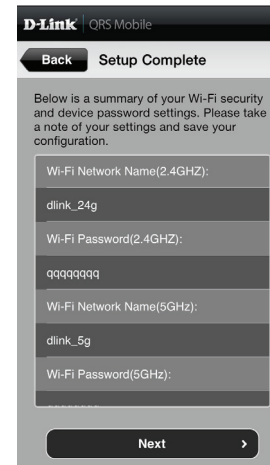 D-Link QRS Mobile
Back Setup Complete
Below is a summary of your Wi-Fi security
and device password settings. Please take
a note of your settings and save your
configuration.
Wi-Fi Network Name(2.4GHZ):
dlink_24g
Wi-Fi Password(2.4GHZ):
qqqqqqqq
Wi-Fi Network Name(5GHz):
dlink_5g
Wi-Fi Password(5GHz):
Next